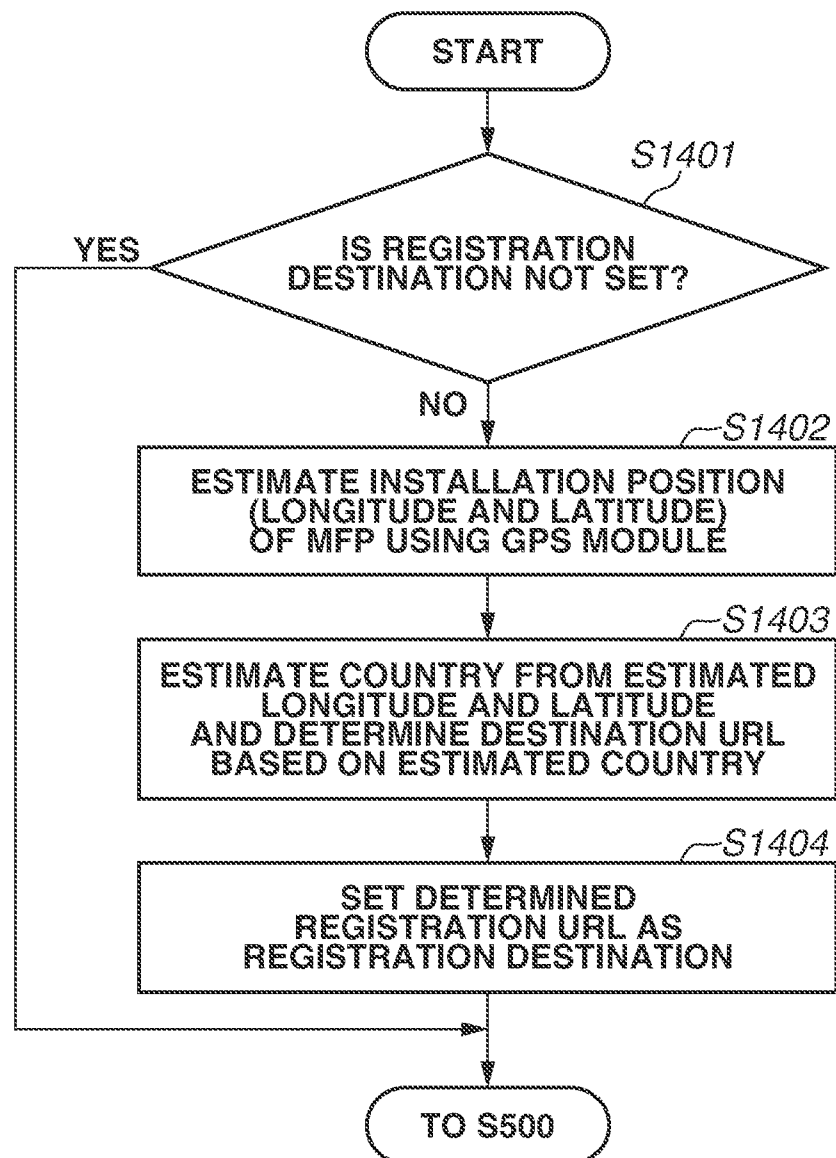 START
S1401
YES
IS REGISTRATION
DESTINATION NOT SET?
NO
S1402
ESTIMATE INSTALLATION POSITION
(LONGITUDE AND LATITUDE)
OF MFP USING GPS MODULE
S1403
ESTIMATE COUNTRY FROM ESTIMATED
LONGITUDE AND LATITUDE
AND DETERMINE DESTINATION URL
BASED ON ESTIMATED COUNTRY
S1404
SET DETERMINED
REGISTRATION URL AS
REGISTRATION DESTINATION
TO S500